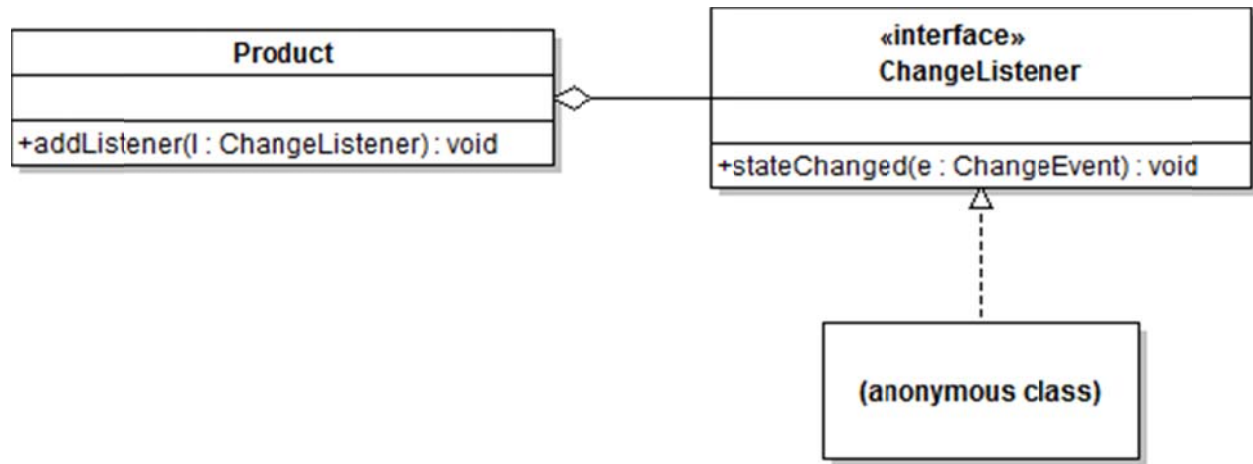 Product
+addListener(l : ChangeListener) : void
«interface»
ChangeListener
+stateChanged(e : ChangeEvent) : void
(anonymous class)